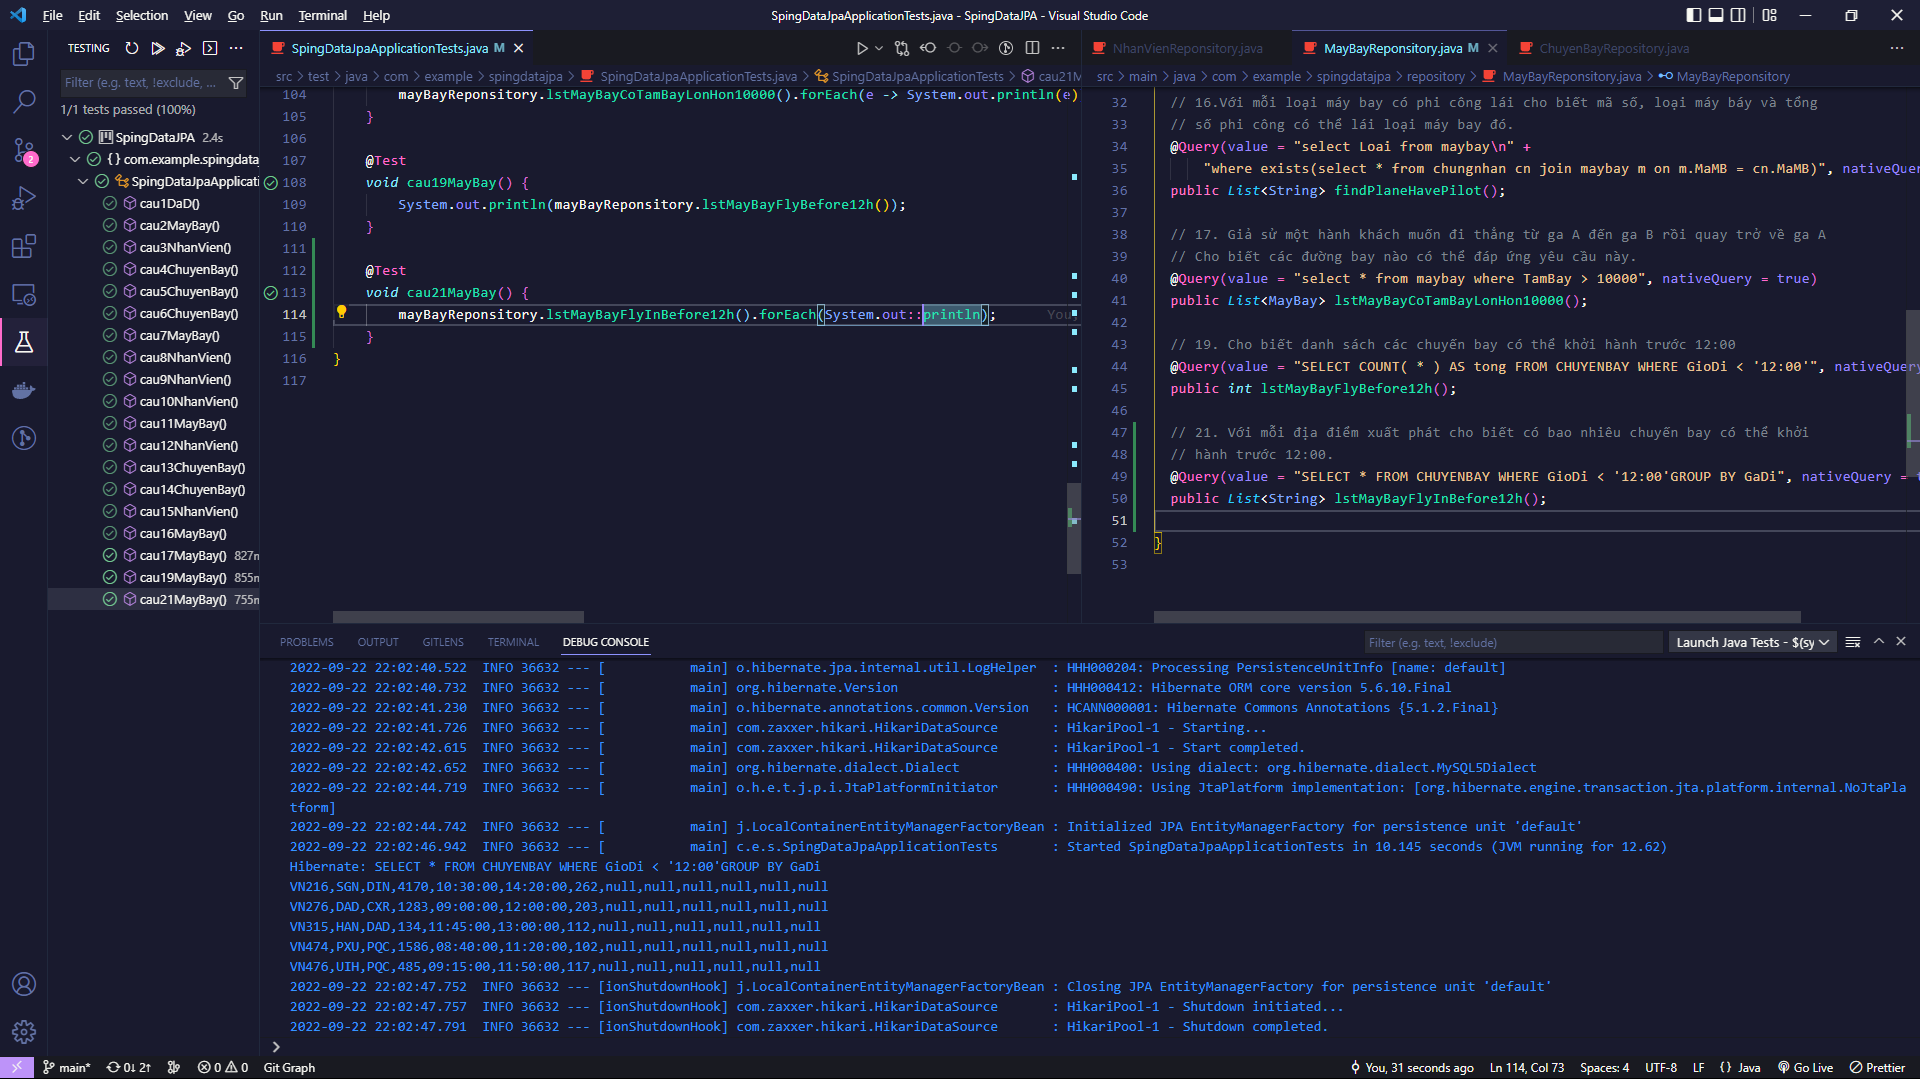 File Edit Selection View Go Run Terminal Help
SpingDataJpaApplicationTests.java - SpingDataJPA - Visual Studio Code
TESTING
Filter (e.g. text, !exclude, ...
1/1 tests passed (100%)
SpingDataJPA 2.4s
{} com.example.spingdata
SpingDataJpaApplicati
cau1DaD()
cau2MayBay()
cau3NhanVien()
cau4ChuyenBay()
cau5ChuyenBay()
cau6ChuyenBay()
cau7MayBay()
cau8NhanVien()
cau9NhanVien()
cau10NhanVien()
cau11MayBay()
cau12NhanVien()
cau13ChuyenBay()
cau14ChuyenBay()
cau15NhanVien()
cau16MayBay()
cau17MayBay() 827m
cau19MayBay() 855m
cau21MayBay() 755m
2
SpingDataJpaApplicationTests.java M
src > test > java > com > example > spingdatajpa > SpingDataJpaApplicationTests.java > SpingDataJpaApplicationTests > cau21M
104 mayBayReponsitory.lstMayBayCoTamBayLonHon10000().forEach(e -> System.out.println(e)
105 }
106
107 @Test
108 void cau19MayBay() {
109 System.out.println(mayBayReponsitory.lstMayBayFlyBefore12h());
110 }
111
112 @Test
113 void cau21MayBay() {
114 mayBayReponsitory.lstMayBayFlyInBefore12h().forEach(System.out::println); You,
115 }
116 }
117
NhanVienReponsitory.java MayBayReponsitory.java M ChuyenBayRepository.java
src > main > java > com > example > spingdatajpa > repository > MayBayReponsitory.java > MayBayReponsitory
32 // 16.Với mỗi loại máy bay có phi công lái cho biết mã số, loại máy báy và tổng
33 // số phi công có thể lái loại máy bay đó.
34 @Query(value = "select Loai from maybay\n" +
35 "where exists(select * from chungnhan cn join maybay m on m.MaMB = cn.MaMB)", nativeQuer
36 public List<String> findPlaneHavePilot();
37
38 // 17. Giả sử một hành khách muốn đi thẳng từ ga A đến ga B rồi quay trở về ga A
39 // Cho biết các đường bay nào có thể đáp ứng yêu cầu này.
40 @Query(value = "select * from maybay where TamBay > 10000", nativeQuery = true)
41 public List<MayBay> lstMayBayCoTamBayLonHon10000();
42
43 // 19. Cho biết danh sách các chuyến bay có thể khởi hành trước 12:00
44 @Query(value = "SELECT COUNT( * ) AS tong FROM CHUYENBAY WHERE GioDi < '12:00'", nativeQuery
45 public int lstMayBayFlyBefore12h();
46
47 // 21. Với mỗi địa điểm xuất phát cho biết có bao nhiêu chuyến bay có thể khởi
48 // hành trước 12:00.
49 @Query(value = "SELECT * FROM CHUYENBAY WHERE GioDi < '12:00'GROUP BY GaDi", nativeQuery = t
50 public List<String> lstMayBayFlyInBefore12h();
51
52 }
53
PROBLEMS OUTPUT GITLENS TERMINAL DEBUG CONSOLE
Filter (e.g. text, !exclude)
Launch Java Tests - $(sy
2022-09-22 22:02:40.522 INFO 36632 --- [ main] o.hibernate.jpa.internal.util.LogHelper : HHH000204: Processing PersistenceUnitInfo [name: default]
2022-09-22 22:02:40.732 INFO 36632 --- [ main] org.hibernate.Version : HHH000412: Hibernate ORM core version 5.6.10.Final
2022-09-22 22:02:41.230 INFO 36632 --- [ main] o.hibernate.annotations.common.Version : HCANN000001: Hibernate Commons Annotations {5.1.2.Final}
2022-09-22 22:02:41.726 INFO 36632 --- [ main] com.zaxxer.hikari.HikariDataSource : HikariPool-1 - Starting...
2022-09-22 22:02:42.615 INFO 36632 --- [ main] com.zaxxer.hikari.HikariDataSource : HikariPool-1 - Start completed.
2022-09-22 22:02:42.652 INFO 36632 --- [ main] org.hibernate.dialect.Dialect : HHH000400: Using dialect: org.hibernate.dialect.MySQL5Dialect
2022-09-22 22:02:44.719 INFO 36632 --- [ main] o.h.e.t.j.p.i.JtaPlatformInitiator : HHH000490: Using JtaPlatform implementation: [org.hibernate.engine.transaction.jta.platform.internal.NoJtaPla
tform]
2022-09-22 22:02:44.742 INFO 36632 --- [ main] j.LocalContainerEntityManagerFactoryBean : Initialized JPA EntityManagerFactory for persistence unit 'default'
2022-09-22 22:02:46.942 INFO 36632 --- [ main] c.e.s.SpingDataJpaApplicationTests : Started SpingDataJpaApplicationTests in 10.145 seconds (JVM running for 12.62)
Hibernate: SELECT * FROM CHUYENBAY WHERE GioDi < '12:00'GROUP BY GaDi
VN216,SGN,DIN,4170,10:30:00,14:20:00,262,null,null,null,null,null
VN276,DAD,CXR,1283,09:00:00,12:00:00,203,null,null,null,null,null
VN315,HAN,DAD,134,11:45:00,13:00:00,112,null,null,null,null,null
VN474,PXU,PQC,1586,08:40:00,11:20:00,102,null,null,null,null,null
VN476,UIH,PQC,485,09:15:00,11:50:00,117,null,null,null,null,null
2022-09-22 22:02:47.752 INFO 36632 --- [ionShutdownHook] j.LocalContainerEntityManagerFactoryBean : Closing JPA EntityManagerFactory for persistence unit 'default'
2022-09-22 22:02:47.757 INFO 36632 --- [ionShutdownHook] com.zaxxer.hikari.HikariDataSource : HikariPool-1 - Shutdown initiated...
2022-09-22 22:02:47.791 INFO 36632 --- [ionShutdownHook] com.zaxxer.hikari.HikariDataSource : HikariPool-1 - Shutdown completed.
main* 0↓ 2↑ 0 0 Git Graph
You, 31 seconds ago Ln 114, Col 73 Spaces: 4 UTF-8 LF {} Java Go Live Prettier